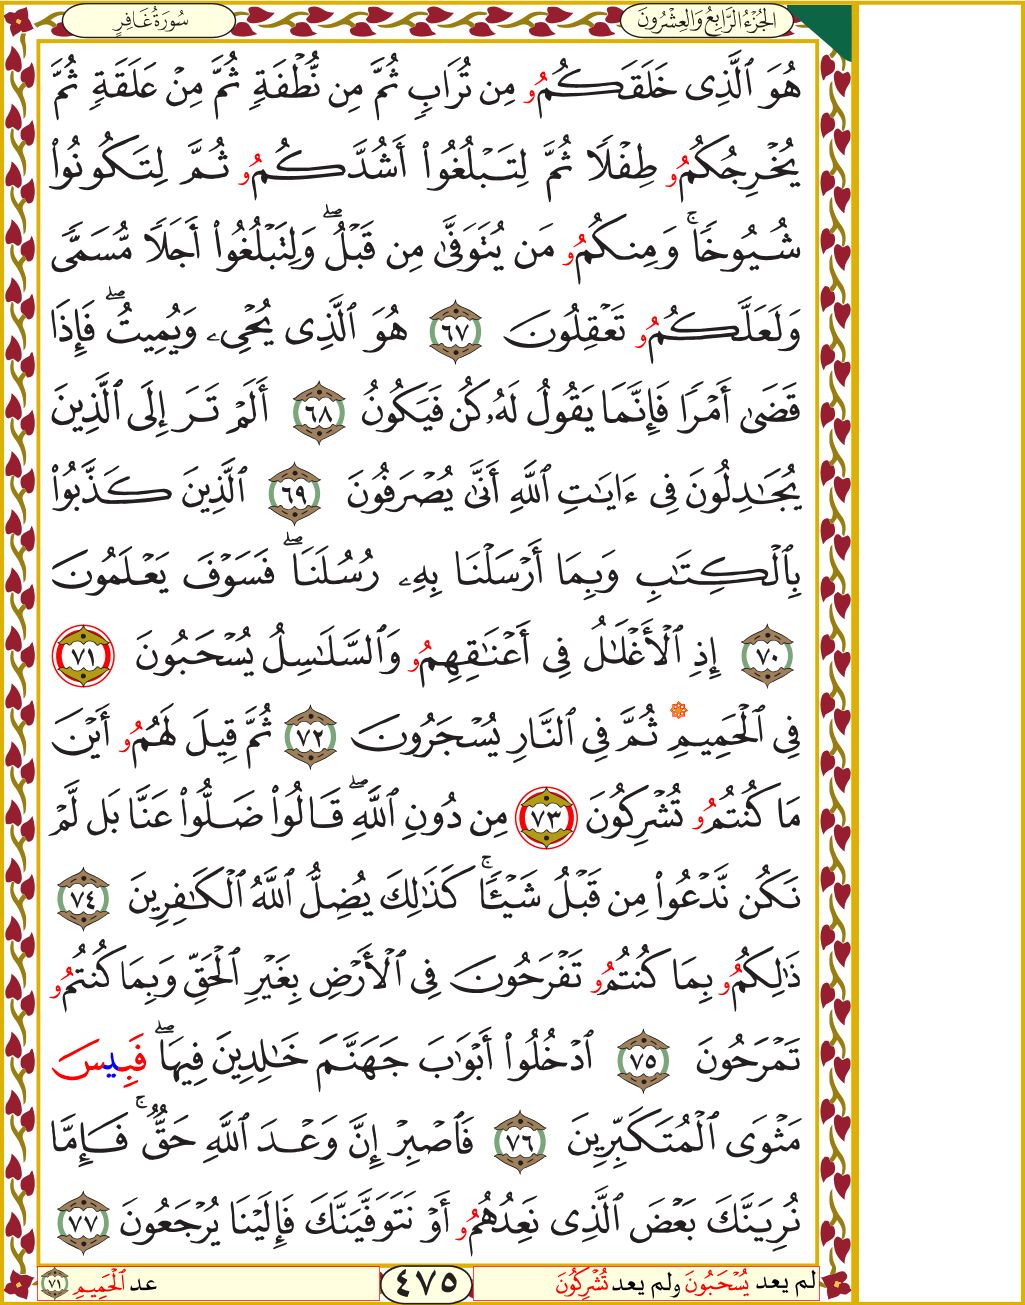 الجُزْءُ الرَّابِعُ وَالعِشْرُونَ
سُورَةُ غَافِرٍ
هُوَ ٱلَّذِى خَلَقَكُمُو مِن تُرَابٍ ثُمَّ مِن نُّطْفَةٍ ثُمَّ مِنْ عَلَقَةٍ ثُمَّ
يُخْرِجُكُمُو طِفْلًا ثُمَّ لِتَبْلُغُوٓا۟ أَشُدَّكُمُو ثُمَّ لِتَكُونُوا۟
شُيُوخًا ۚ وَمِنكُمُو مَن يُتَوَفَّىٰ مِن قَبْلُ ۖ وَلِتَبْلُغُوٓا۟ أَجَلًا مُّسَمًّى
وَلَعَلَّكُمُو تَعْقِلُونَ ٦٧ هُوَ ٱلَّذِى يُحْىِۦ وَيُمِيتُ ۖ فَإِذَا
قَضَىٰٓ أَمْرًا فَإِنَّمَا يَقُولُ لَهُۥ كُن فَيَكُونُ ٦٨ أَلَمْ تَرَ إِلَى ٱلَّذِينَ
يُجَـٰدِلُونَ فِىٓ ءَايَـٰتِ ٱللَّهِ أَنَّىٰ يُصْرَفُونَ ٦٩ ٱلَّذِينَ كَذَّبُوا۟
بِٱلْكِتَـٰبِ وَبِمَآ أَرْسَلْنَا بِهِۦ رُسُلَنَا ۖ فَسَوْفَ يَعْلَمُونَ
٧٠ إِذِ ٱلْأَغْلَـٰلُ فِىٓ أَعْنَـٰقِهِمُو وَٱلسَّلَـٰسِلُ يُسْحَبُونَ ٧١
فِى ٱلْحَمِيمِ ثُمَّ فِى ٱلنَّارِ يُسْجَرُونَ ٧٢ ثُمَّ قِيلَ لَهُمُو أَيْنَ
مَا كُنتُمُو تُشْرِكُونَ ٧٣ مِن دُونِ ٱللَّهِ ۖ قَالُوا۟ ضَلُّوا۟ عَنَّا بَل لَّمْ
نَكُن نَّدْعُوا۟ مِن قَبْلُ شَيْـًٔا ۚ كَذَٰلِكَ يُضِلُّ ٱللَّهُ ٱلْكَـٰفِرِينَ ٧٤
ذَٰلِكُمُو بِمَا كُنتُمُو تَفْرَحُونَ فِى ٱلْأَرْضِ بِغَيْرِ ٱلْحَقِّ وَبِمَا كُنتُمُو
تَمْرَحُونَ ٧٥ ٱدْخُلُوٓا۟ أَبْوَٰبَ جَهَنَّمَ خَـٰلِدِينَ فِيهَا ۖ فَبِيسَ
مَثْوَى ٱلْمُتَكَبِّرِينَ ٧٦ فَٱصْبِرْ إِنَّ وَعْدَ ٱللَّهِ حَقٌّ ۚ فَإِمَّا
نُرِيَنَّكَ بَعْضَ ٱلَّذِى نَعِدُهُمُو أَوْ نَتَوَفَّيَنَّكَ فَإِلَيْنَا يُرْجَعُونَ ٧٧
لم يعد يُسْحَبُونَ ولم يعد تُشْرِكُونَ
٤٧٥
عد ٱلْحَمِيمِ ٧١